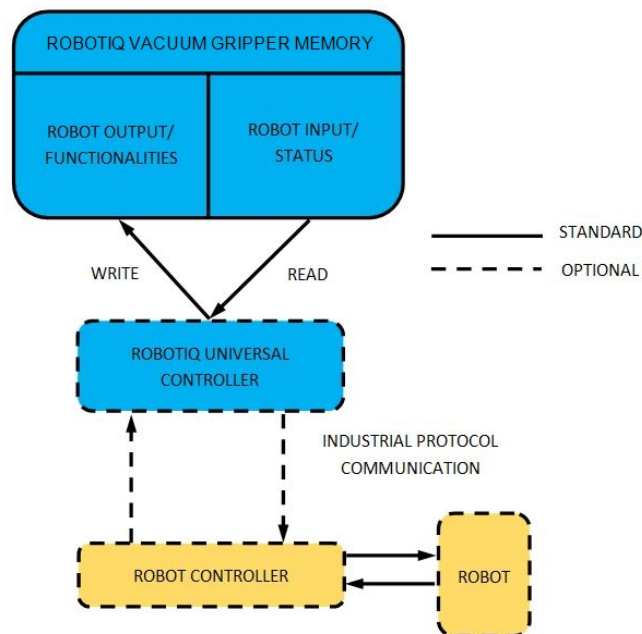 ROBOTIQ VACUUM GRIPPER MEMORY
ROBOT OUTPUT/
FUNCTIONALITIES
ROBOT INPUT/
STATUS
STANDARD
OPTIONAL
WRITE
READ
ROBOTIQ UNIVERSAL
CONTROLLER
INDUSTRIAL PROTOCOL
COMMUNICATION
ROBOT CONTROLLER
ROBOT